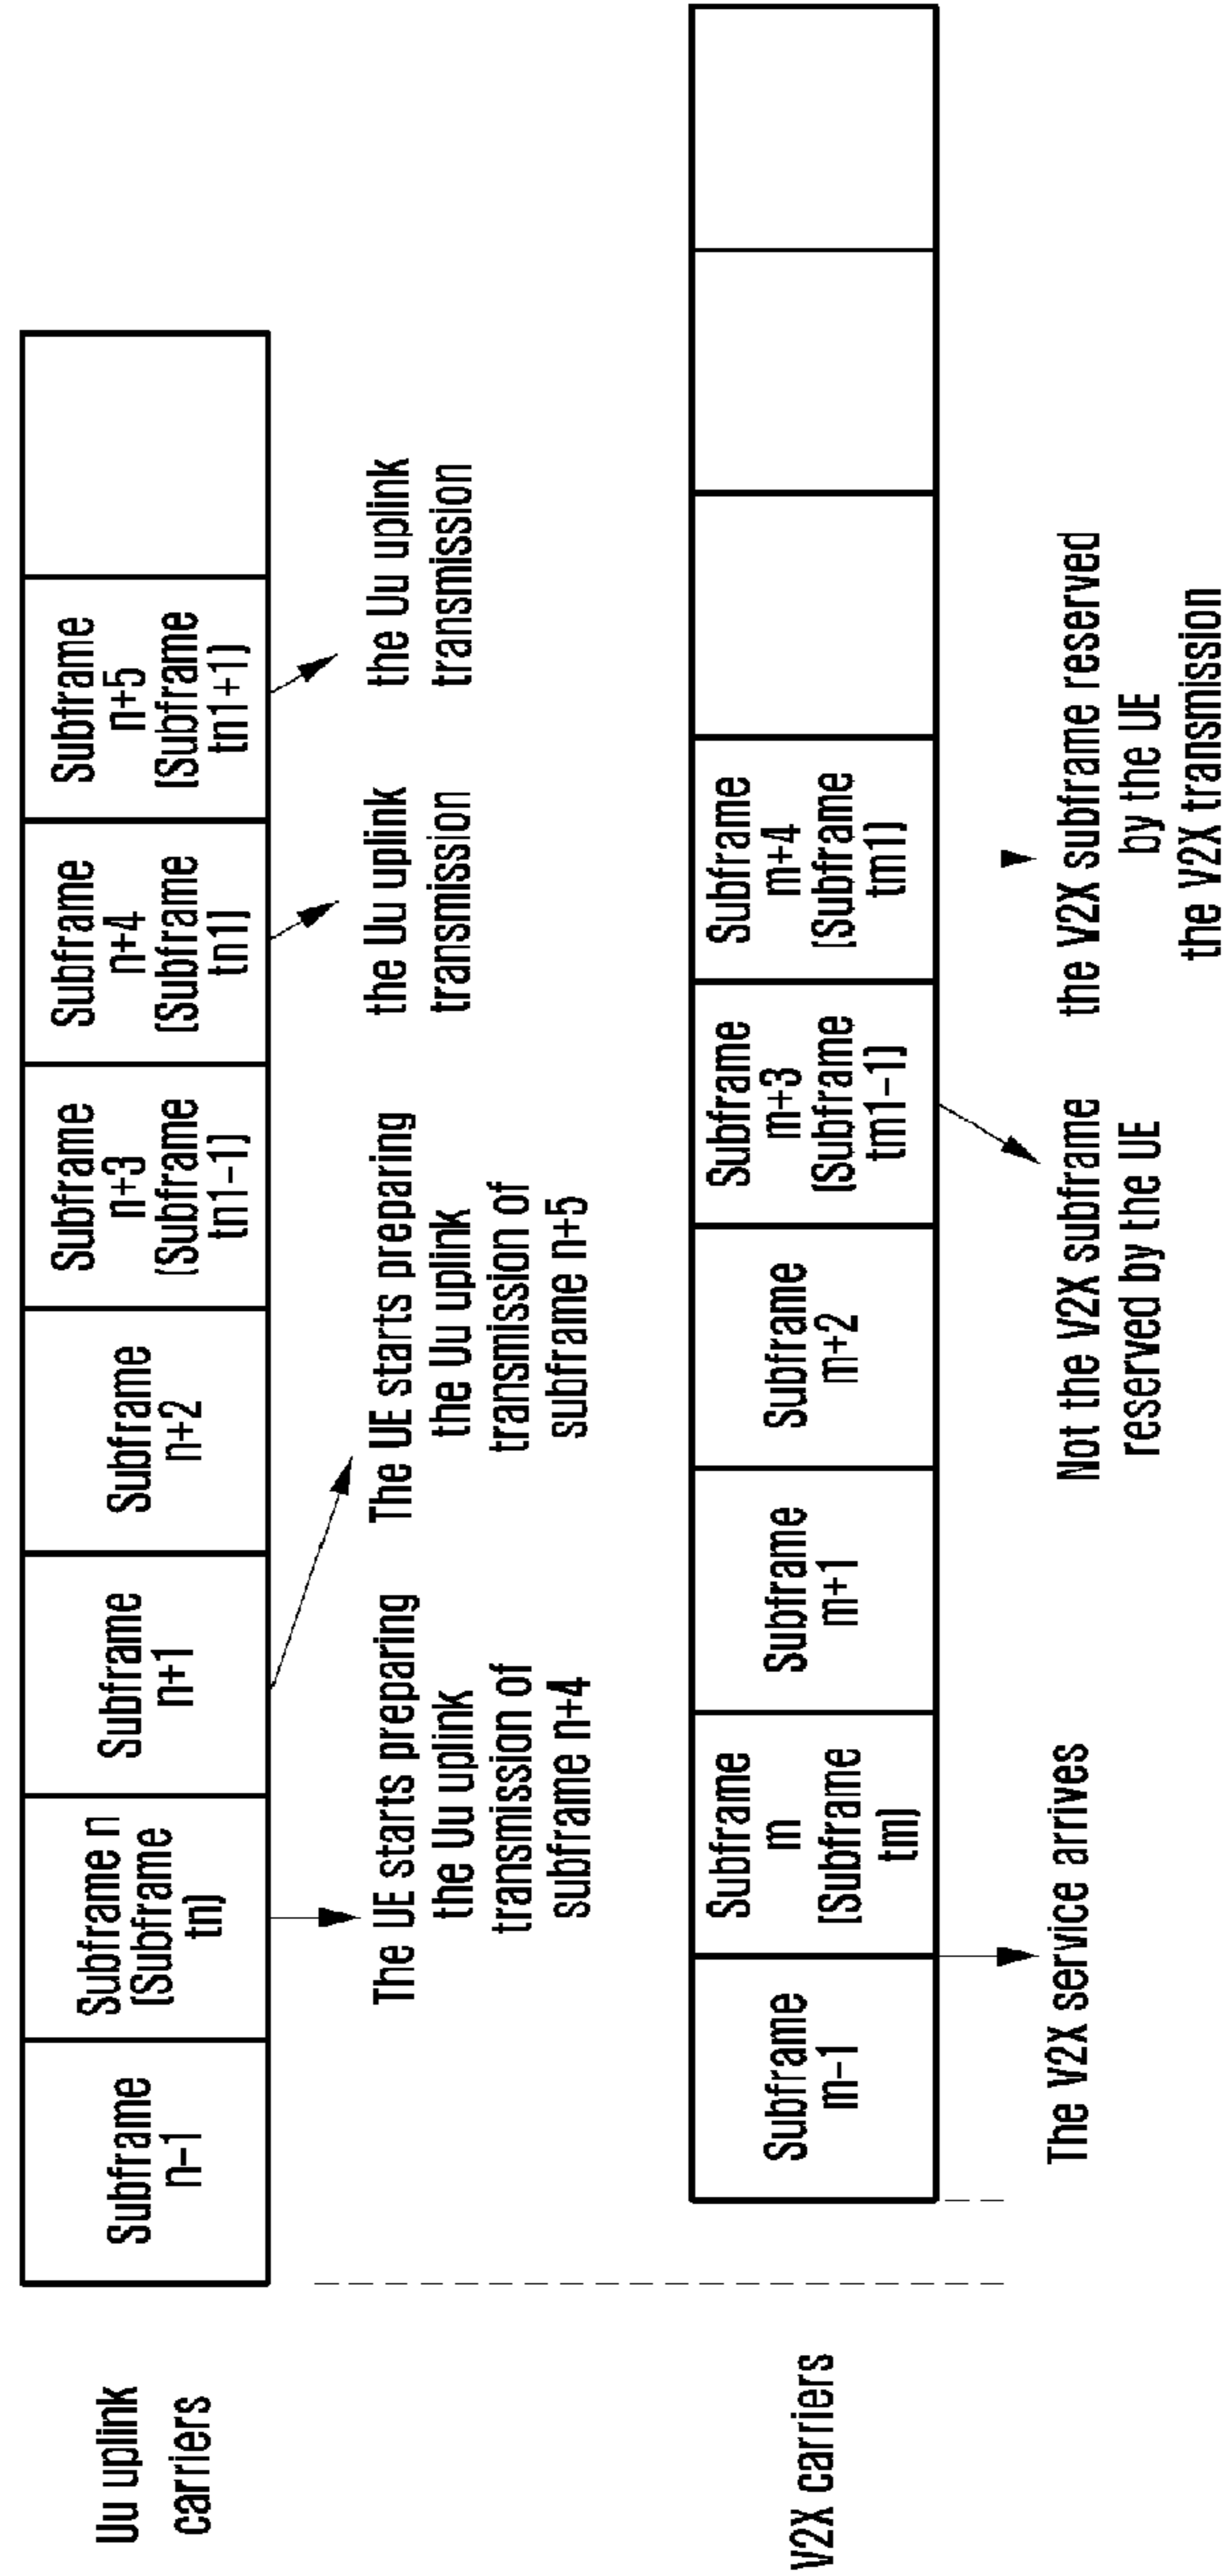 Uu uplink
carriers
Subframe
n-1
Subframe n
(Subframe
tn)
Subframe
n+1
Subframe
n+2
Subframe
n+3
(Subframe
tn1-1)
Subframe
n+4
(Subframe
tn1)
Subframe
n+5
(Subframe
tn1+1)
The UE starts preparing
the Uu uplink
transmission of
subframe n+4
The UE starts preparing
the Uu uplink
transmission of
subframe n+5
the Uu uplink
transmission
the Uu uplink
transmission
V2X carriers
Subframe
m-1
Subframe
m
(Subframe
tm)
Subframe
m+1
Subframe
m+2
Subframe
m+3
(Subframe
tm1-1)
Subframe
m+4
(Subframe
tm1)
The V2X service arrives
Not the V2X subframe
reserved by the UE
the V2X subframe reserved
by the UE
the V2X transmission